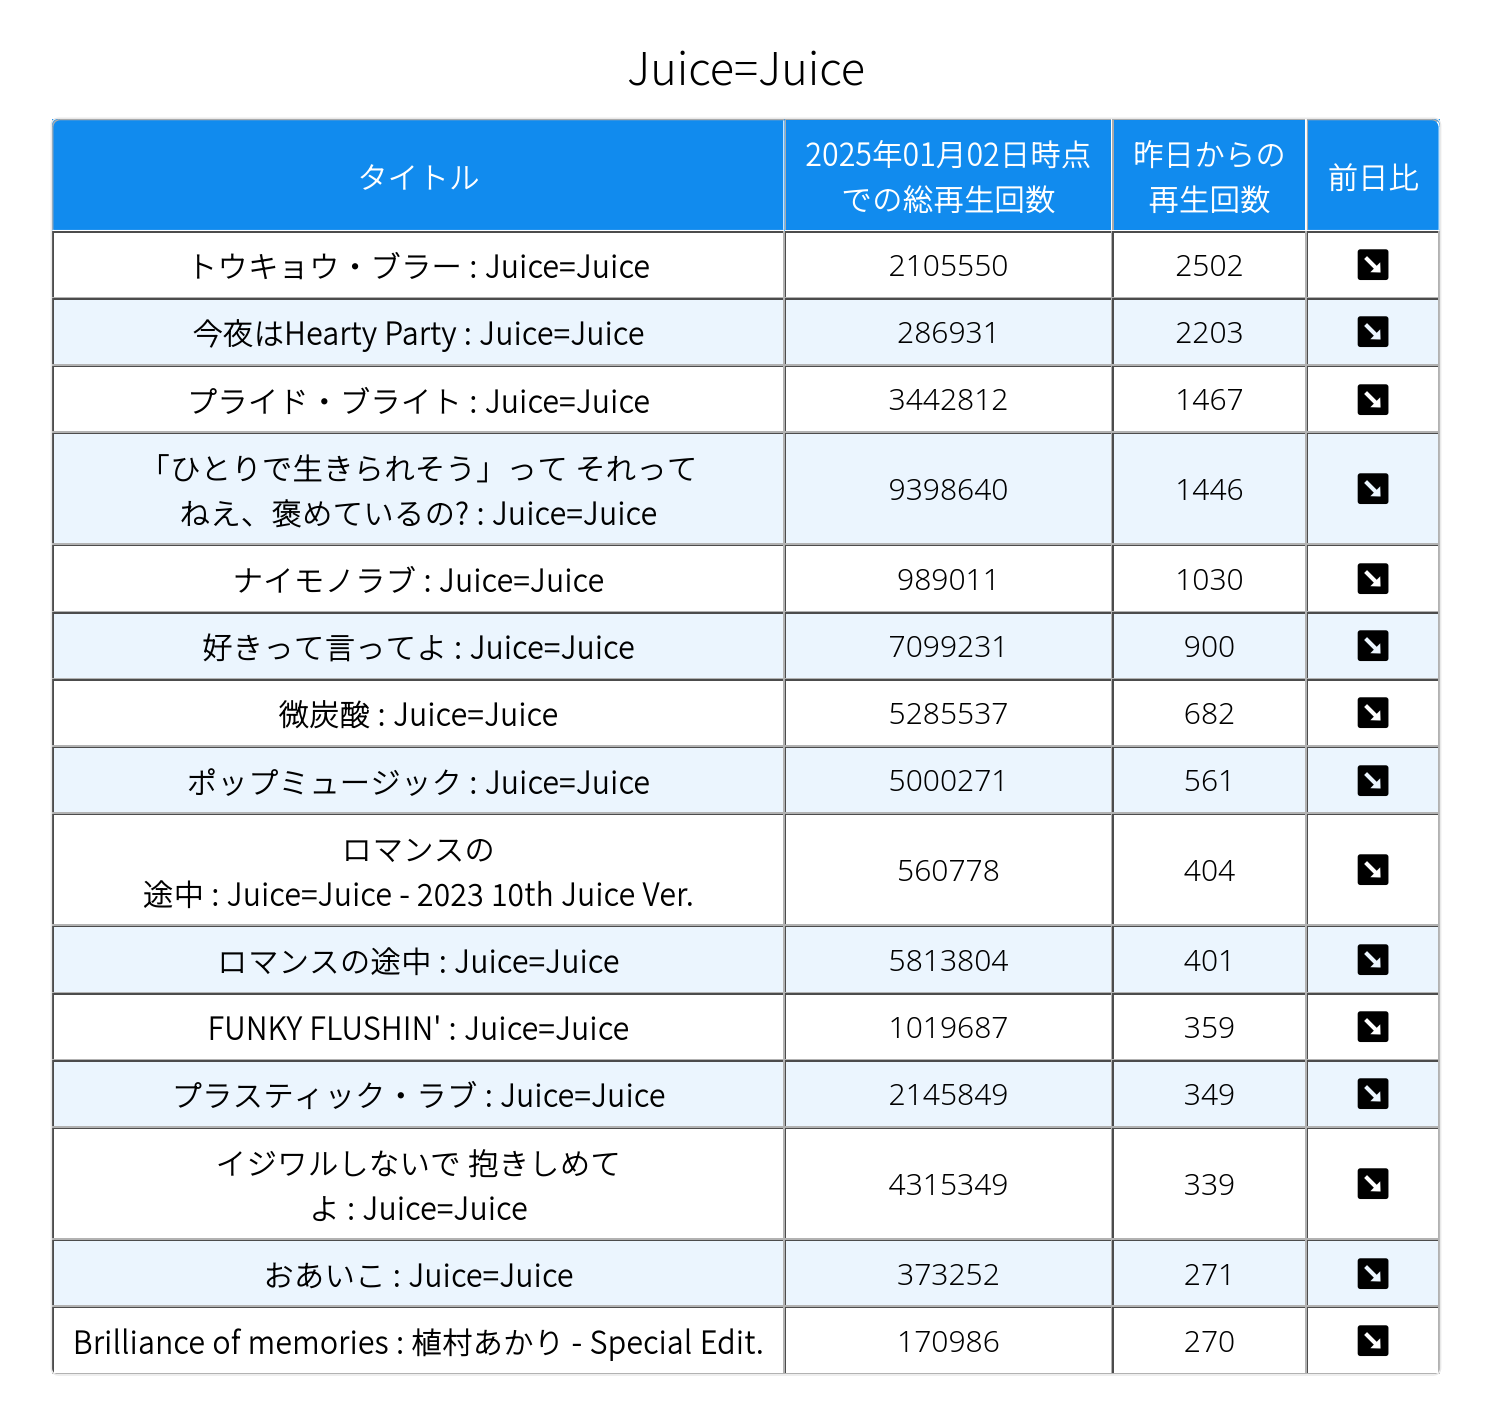 Juice=Juice
タイトル
2025年01月02日時点
での総再生回数
昨日からの
再生回数
前日比
トウキョウ・ブラー : Juice=Juice 2105550 2502
今夜はHearty Party : Juice=Juice 286931 2203
プライド・ブライト : Juice=Juice 3442812 1467
「ひとりで生きられそう」って それって
ねえ、褒めているの? : Juice=Juice 9398640 1446
ナイモノラブ : Juice=Juice 989011 1030
好きって言ってよ : Juice=Juice 7099231 900
微炭酸 : Juice=Juice 5285537 682
ポップミュージック : Juice=Juice 5000271 561
ロマンスの
途中 : Juice=Juice - 2023 10th Juice Ver. 560778 404
ロマンスの途中 : Juice=Juice 5813804 401
FUNKY FLUSHIN' : Juice=Juice 1019687 359
プラスティック・ラブ : Juice=Juice 2145849 349
イジワルしないで 抱きしめて
よ : Juice=Juice 4315349 339
おあいこ : Juice=Juice 373252 271
Brilliance of memories : 植村あかり - Special Edit. 170986 270